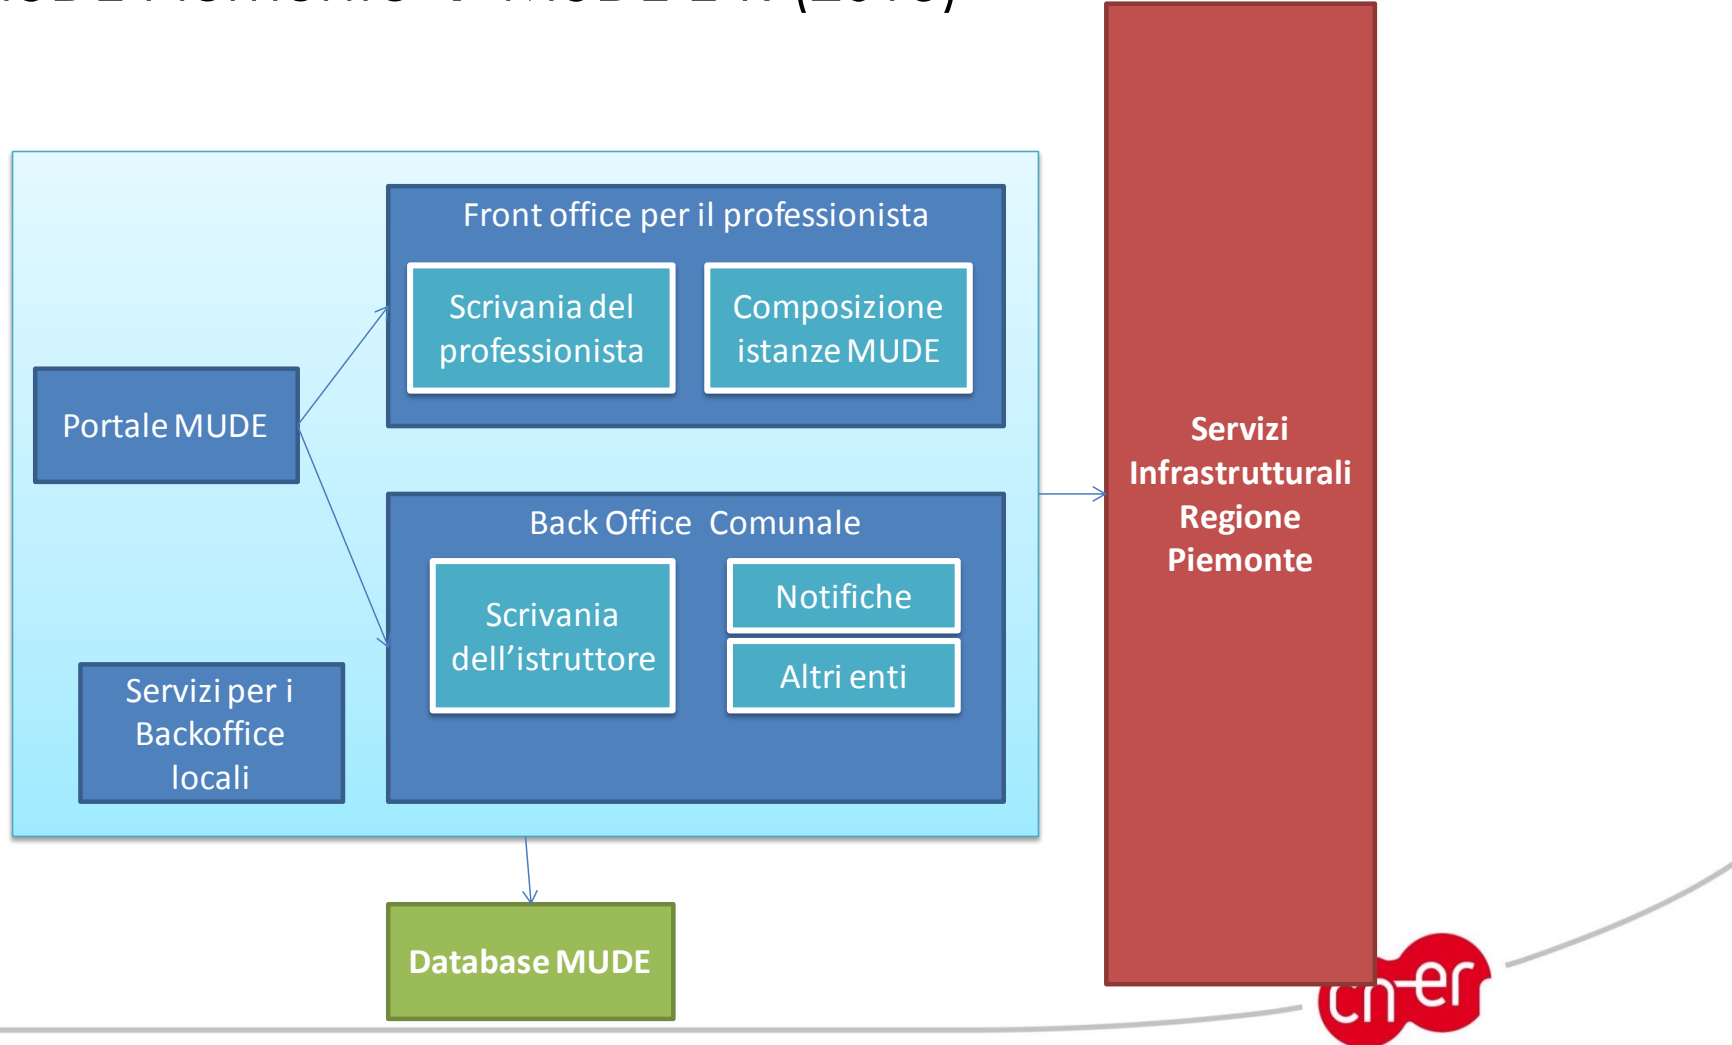 Front office per il professionista
Scrivania del
professionista
Composizione
istanze MUDE
Portale MUDE
Back Office Comunale
Scrivania
dell’istruttore
Notifiche
Altri enti
Servizi per i
Backoffice
locali
Servizi
Infrastrutturali
Regione
Piemonte
Database MUDE
cn-er